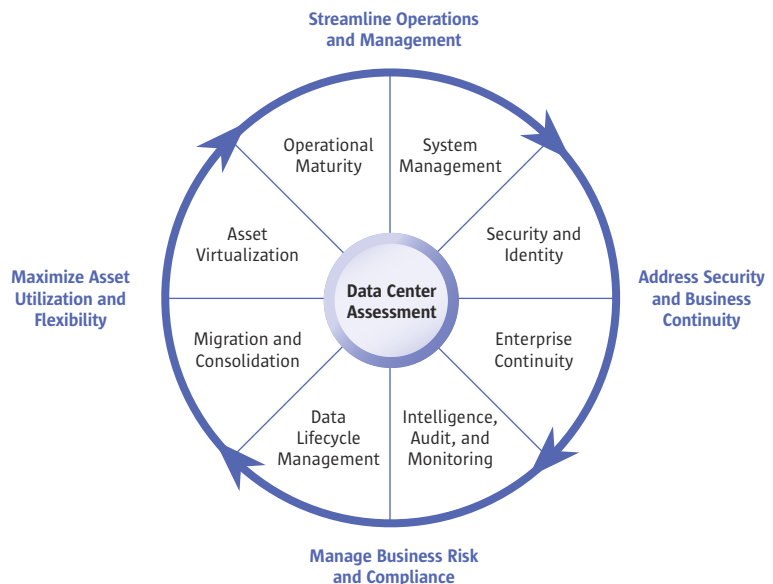 Streamline Operations
and Management
Operational
Maturity
System
Management
Asset
Virtualization
Security and
Identity
Maximize Asset
Utilization and
Flexibility
Data Center
Assessment
Address Security
and Business
Continuity
Migration and
Consolidation
Enterprise
Continuity
Data
Lifecycle
Management
Intelligence,
Audit, and
Monitoring
Manage Business Risk
and Compliance